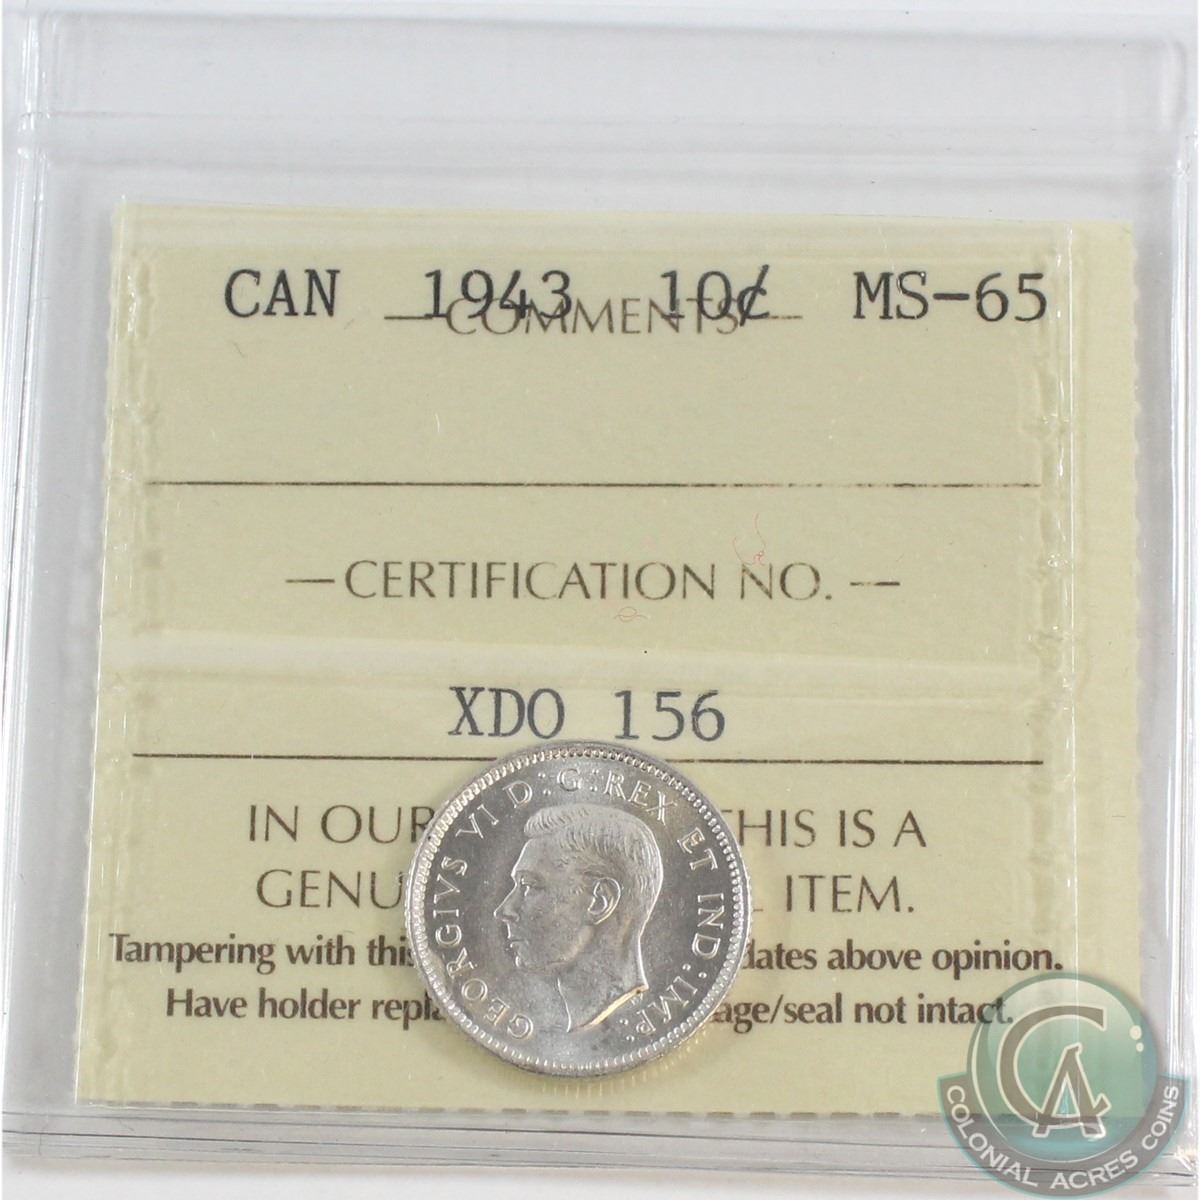 CAN 1943 10¢ MS-65
— COMMENTS —
— CERTIFICATION NO. —
XDO 156
GEORGIVS VI D:G:REX ET IND:IMP:
IN OUR THIS IS A
GENU ITEM.
Tampering with this dates above opinion.
Have holder repla age/seal not intact.
CA
COLONIAL ACRES COINS